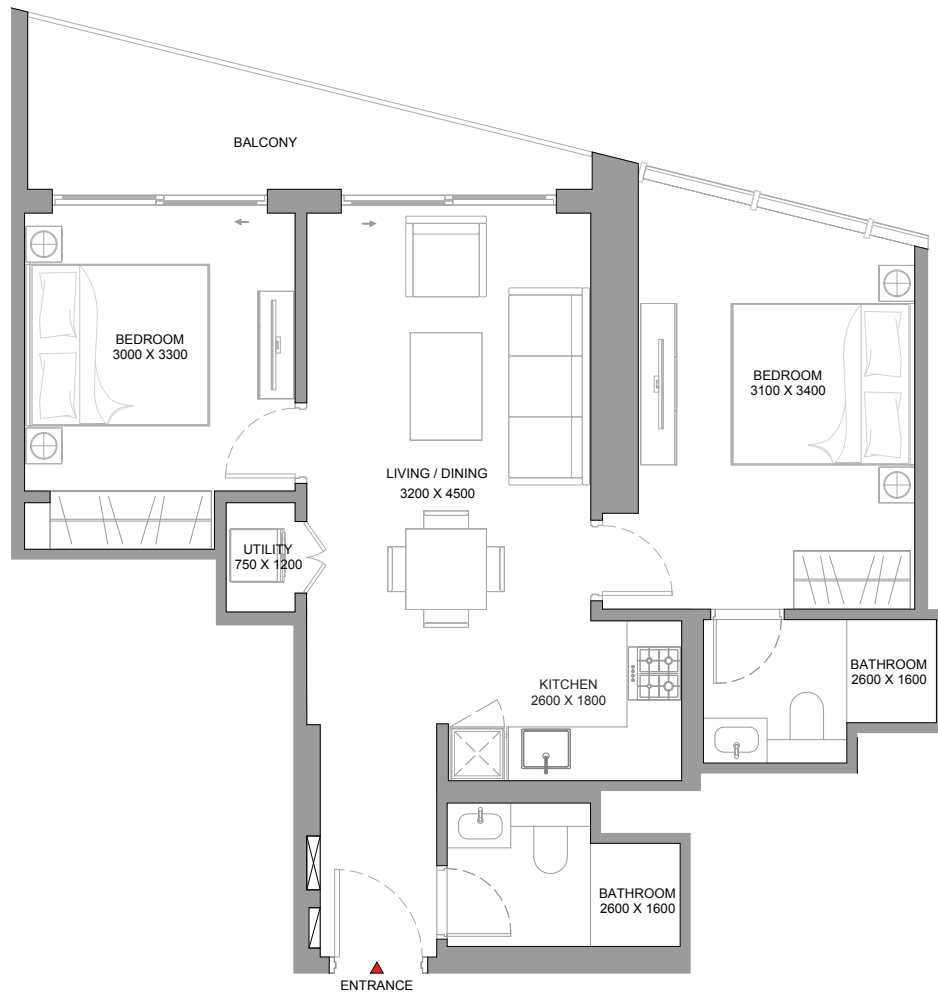 BALCONY
BEDROOM
3000 X 3300
BEDROOM
3100 X 3400
LIVING / DINING
3200 X 4500
UTILITY
750 X 1200
KITCHEN
2600 X 1800
BATHROOM
2600 X 1600
BATHROOM
2600 X 1600
ENTRANCE